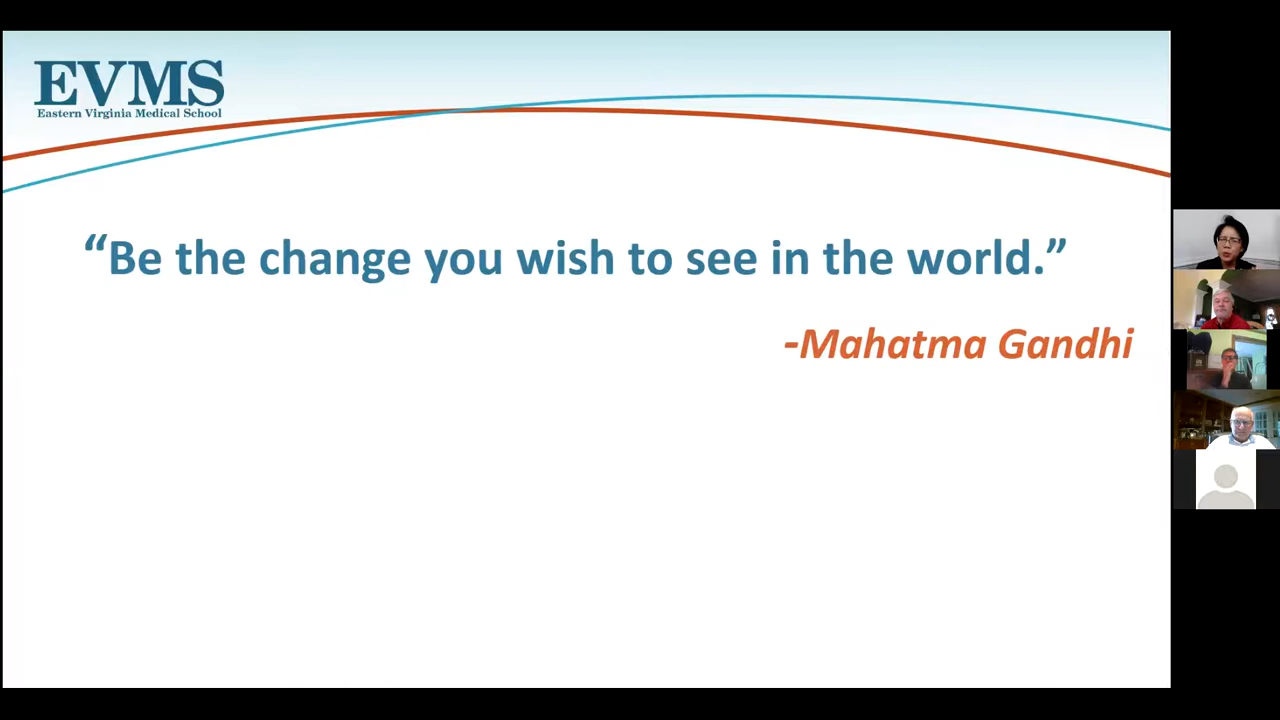 EVMS
Eastern Virginia Medical School
“Be the change you wish to see in the world.”
-Mahatma Gandhi